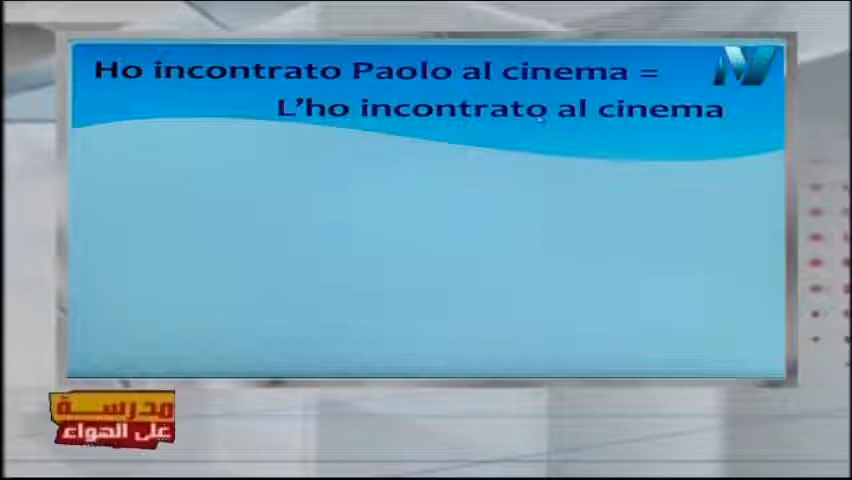 Ho incontrato Paolo al cinema =
L'ho incontrato al cinema
مدرسة
على الهواء